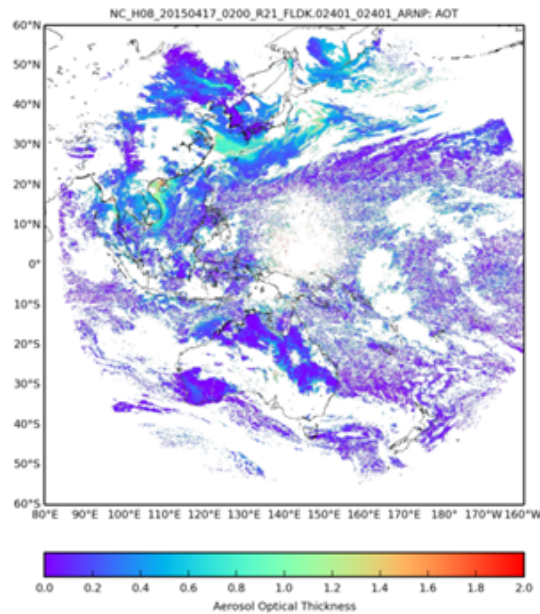 NC_H08_20150417_0200_R21_FLDK.02401_02401_ARNP: AOT
60°N
50°N
40°N
30°N
20°N
10°N
0°
10°S
20°S
30°S
40°S
50°S
60°S
80°E 90°E 100°E 110°E 120°E 130°E 140°E 150°E 160°E 170°E 180° 170°W 160°W
0.0 0.2 0.4 0.6 0.8 1.0 1.2 1.4 1.6 1.8 2.0
Aerosol Optical Thickness